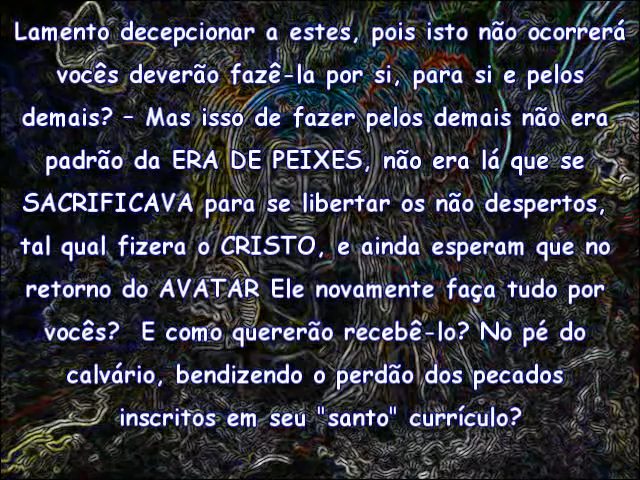 Lamento decepcionar a estes, pois isto não ocorrerá
vocês deverão fazê-la por si, para si e pelos
demais? - Mas isso de fazer pelos demais não era
padrão da ERA DE PEIXES, não era lá que se
SACRIFICAVA para se libertar os não despertos,
tal qual fizera o CRISTO, e ainda esperam que no
retorno do AVATAR Ele novamente faça tudo por
vocês? E como quererão recebê-lo? No pé do
calvário, bendizendo o perdão dos pecados
inscritos em seu "santo" currículo?